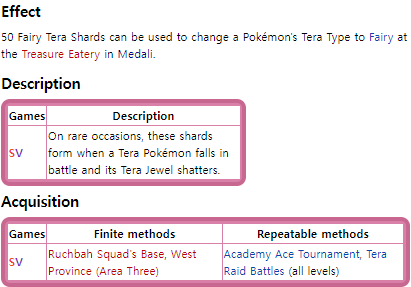 Effect
50 Fairy Tera Shards can be used to change a Pokémon's Tera Type to Fairy at
the Treasure Eatery in Medali.
Description
Games Description
SV On rare occasions, these shards
form when a Tera Pokémon falls in
battle and its Tera Jewel shatters.
Acquisition
Games Finite methods Repeatable methods
SV Ruchbah Squad's Base, West Academy Ace Tournament, Tera
Province (Area Three) Raid Battles (all levels)